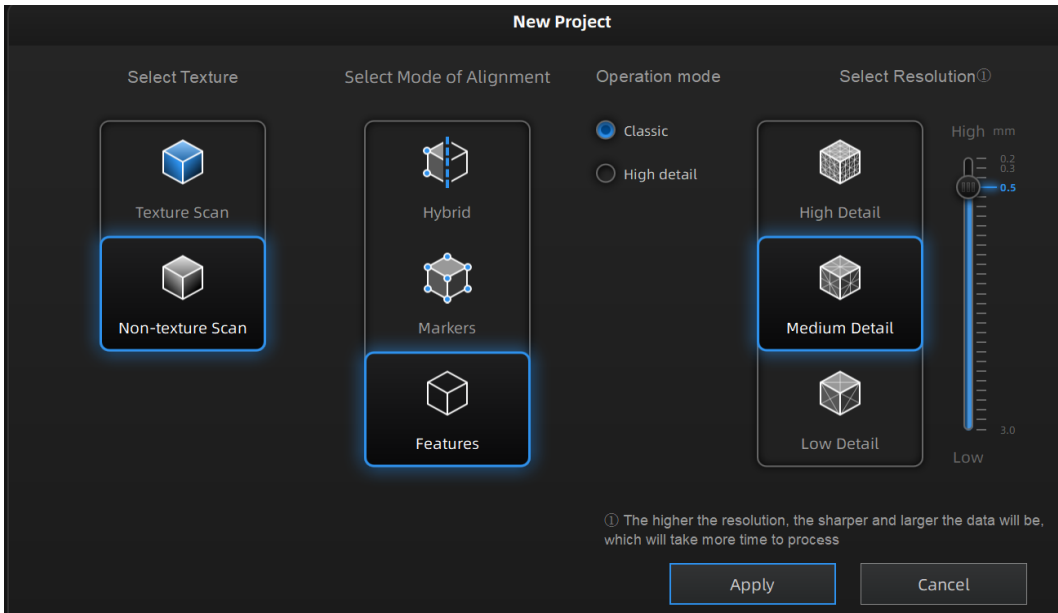 New Project
Select Texture
Texture Scan
Non-texture Scan
Select Mode of Alignment
Hybrid
Markers
Features
Operation mode
Classic
High detail
Select Resolution①
High Detail
Medium Detail
Low Detail
High mm
0.2
0.3
0.5
3.0
Low
① The higher the resolution, the sharper and larger the data will be,
which will take more time to process
Apply
Cancel